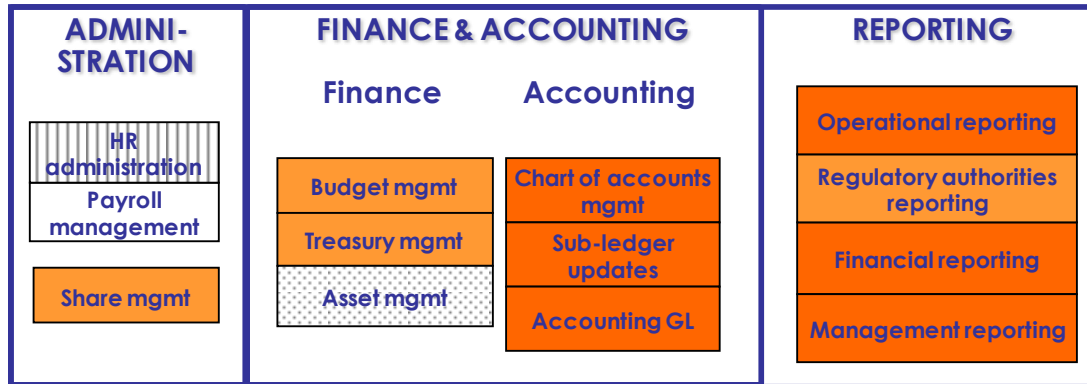 ADMINI-
STRATION
HR
administration
Payroll
management
Share mgmt
FINANCE & ACCOUNTING
Finance
Budget mgmt
Treasury mgmt
Asset mgmt
Accounting
Chart of accounts
mgmt
Sub-ledger
updates
Accounting GL
REPORTING
Operational reporting
Regulatory authorities
reporting
Financial reporting
Management reporting